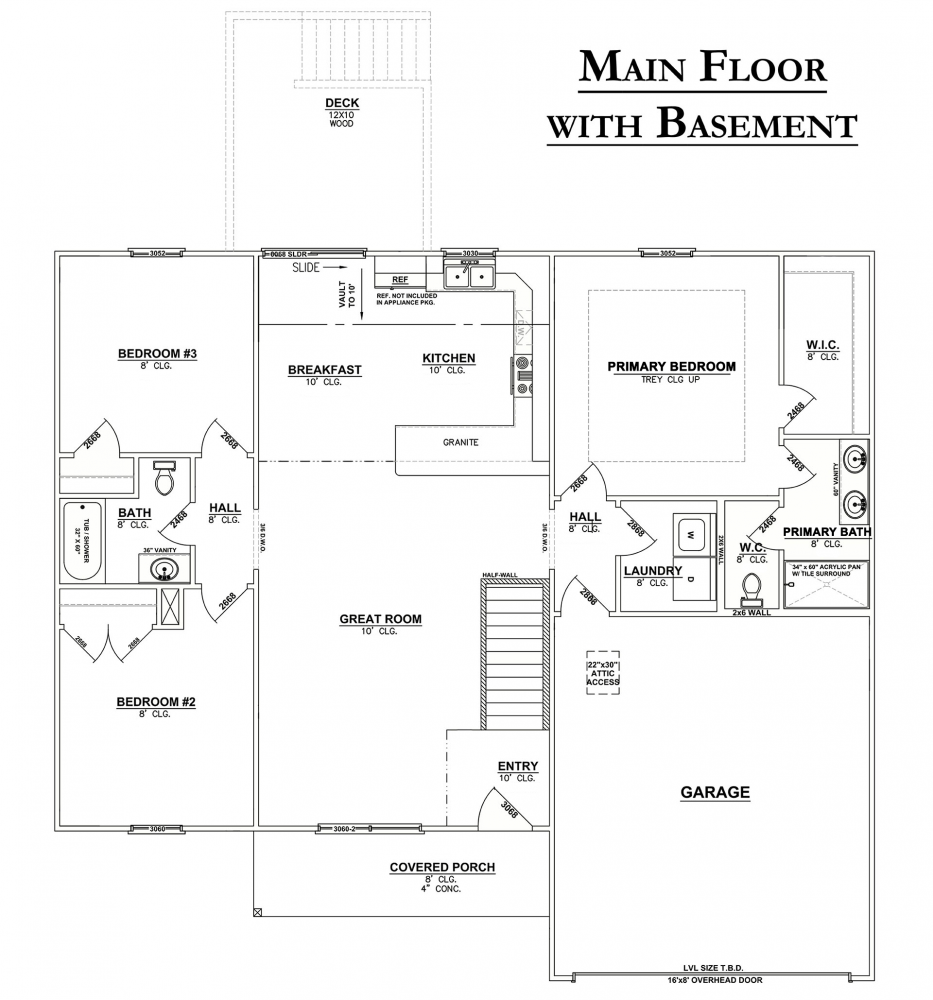 MAIN FLOOR
WITH BASEMENT
DECK
12X10
WOOD
3052
6068 SLDR
3030
3052
SLIDE
VAULT
TO 10'
REF
REF. NOT INCLUDED
IN APPLIANCE PKG.
D.W.
BEDROOM #3
8' CLG.
BREAKFAST
10' CLG.
KITCHEN
10' CLG.
PRIMARY BEDROOM
TREY CLG UP
W.I.C.
8' CLG.
2468
2668
2668
GRANITE
2468
60" VANITY
2668
BATH
8' CLG.
2468
HALL
8' CLG.
TUB / SHOWER
32" X 60"
36" VANITY
3/6 D.W.O.
3/6 D.W.O.
HALL
8' CLG.
2868
W
2X6 WALL
2468
PRIMARY BATH
8' CLG.
W.C.
8' CLG.
LAUNDRY
8' CLG.
D
34" x 60" ACRYLIC PAN
W/ TILE SURROUND
HALF-WALL
2668
2868
2x6 WALL
2668
2668
GREAT ROOM
10' CLG.
22"x30"
ATTIC
ACCESS
BEDROOM #2
8' CLG.
ENTRY
10' CLG.
GARAGE
3068
3060
3060-2
COVERED PORCH
8' CLG.
4" CONC.
LVL SIZE T.B.D.
16'x8' OVERHEAD DOOR